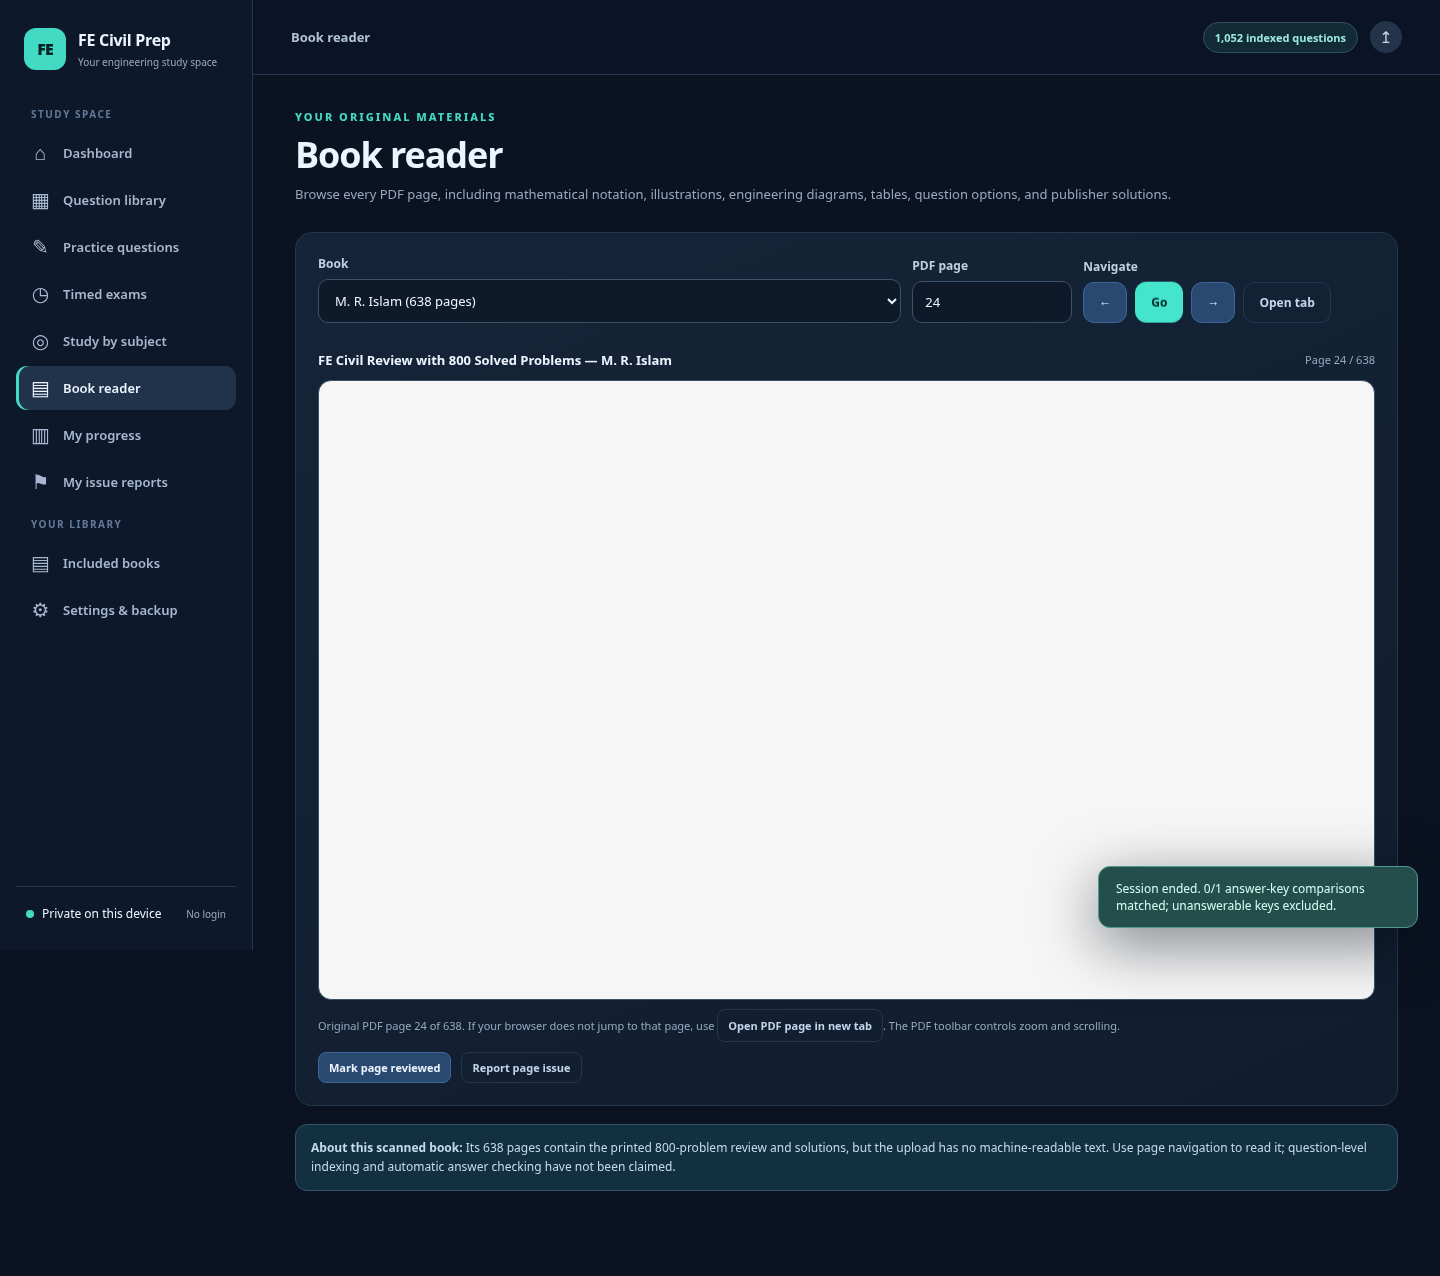 FE
FE Civil Prep
Your engineering study space
STUDY SPACE
Dashboard
Question library
Practice questions
Timed exams
Study by subject
Book reader
My progress
My issue reports
YOUR LIBRARY
Included books
Settings & backup
Private on this device
No login
Book reader
1,052 indexed questions
YOUR ORIGINAL MATERIALS
Book reader
Browse every PDF page, including mathematical notation, illustrations, engineering diagrams, tables, question options, and publisher solutions.
Book
M. R. Islam (638 pages)
PDF page
24
Navigate
←
Go
→
Open tab
FE Civil Review with 800 Solved Problems — M. R. Islam
Page 24 / 638
Session ended. 0/1 answer-key comparisons
matched; unanswerable keys excluded.
Original PDF page 24 of 638. If your browser does not jump to that page, use Open PDF page in new tab . The PDF toolbar controls zoom and scrolling.
Mark page reviewed
Report page issue
About this scanned book: Its 638 pages contain the printed 800-problem review and solutions, but the upload has no machine-readable text. Use page navigation to read it; question-level
indexing and automatic answer checking have not been claimed.